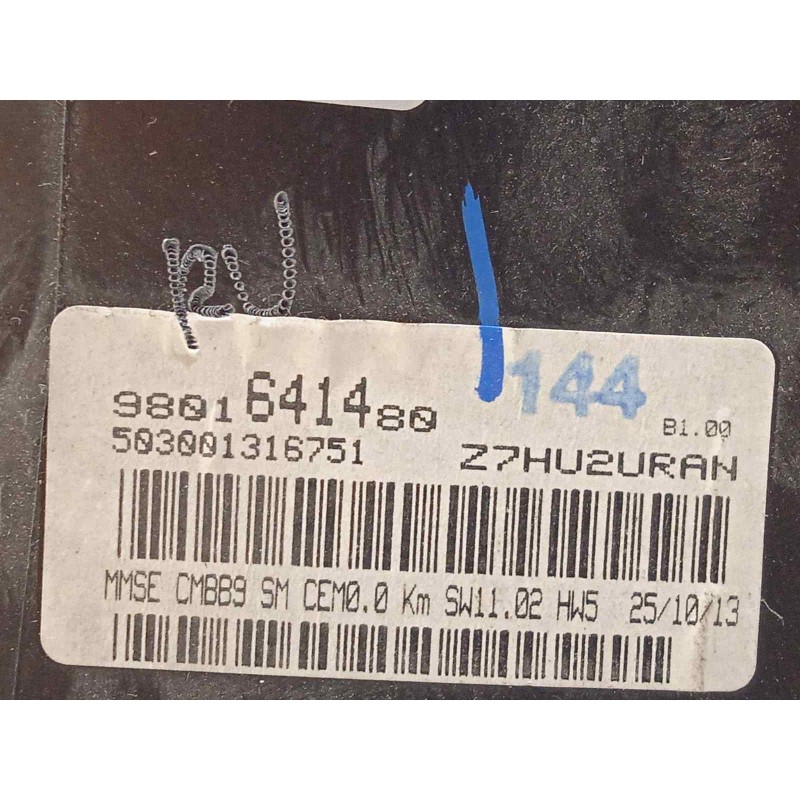 144
9801641480
B1.00
503001316751
Z7HU2URAN
MMSE CMBB9 SM CEM0.0 Km SW11.02 HW5 25/10/13